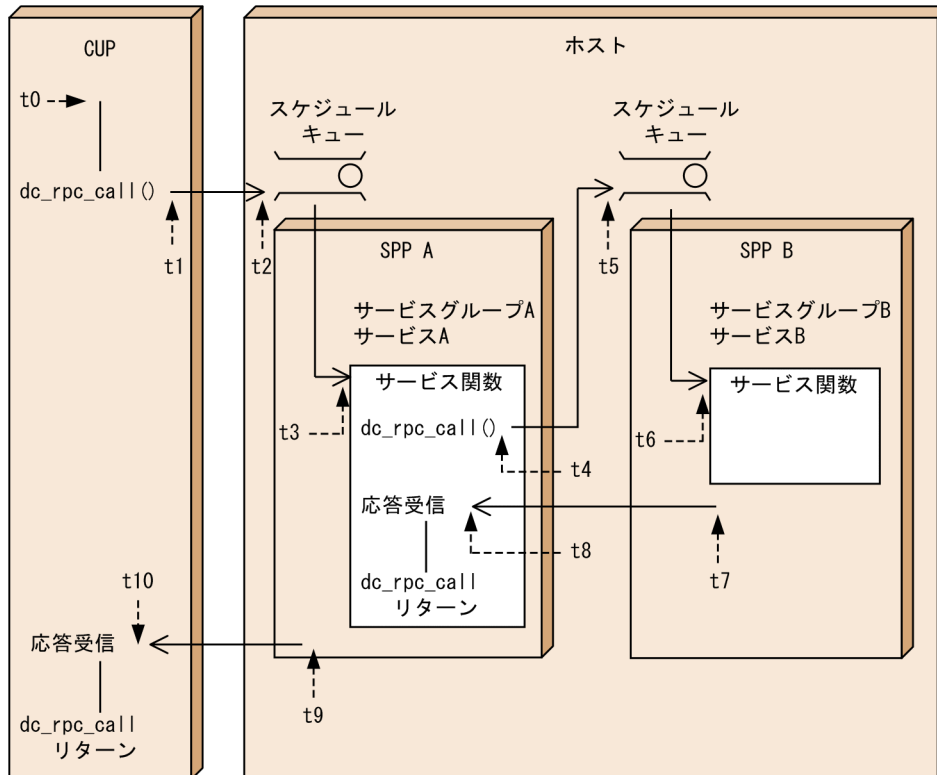 CUP
ホスト
t0
スケジュール
キュー
スケジュール
キュー
dc_rpc_call()
t1
t2
t5
SPP A
SPP B
サービスグループA
サービスA
サービスグループB
サービスB
サービス関数
サービス関数
t3
dc_rpc_call()
t6
t4
応答受信
t8
t7
dc_rpc_call
リターン
t10
応答受信
t9
dc_rpc_call
リターン